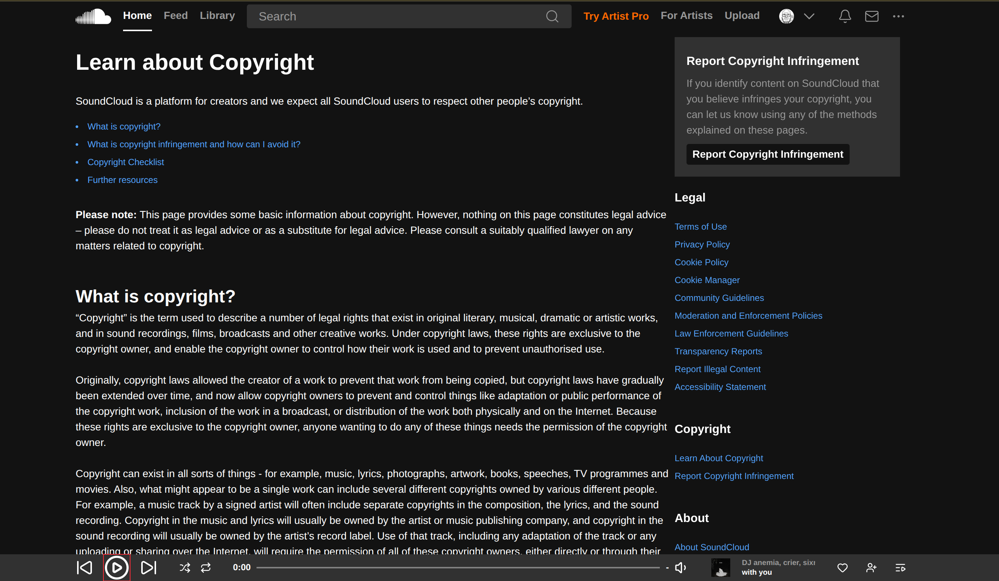 Home
Feed
Library
Search
Try Artist Pro
For Artists
Upload
Learn about Copyright
SoundCloud is a platform for creators and we expect all SoundCloud users to respect other people’s copyright.
• What is copyright?
• What is copyright infringement and how can I avoid it?
• Copyright Checklist
• Further resources
Please note: This page provides some basic information about copyright. However, nothing on this page constitutes legal advice
– please do not treat it as legal advice or as a substitute for legal advice. Please consult a suitably qualified lawyer on any
matters related to copyright.
What is copyright?
“Copyright” is the term used to describe a number of legal rights that exist in original literary, musical, dramatic or artistic works,
and in sound recordings, films, broadcasts and other creative works. Under copyright laws, these rights are exclusive to the
copyright owner, and enable the copyright owner to control how their work is used and to prevent unauthorised use.
Originally, copyright laws allowed the creator of a work to prevent that work from being copied, but copyright laws have gradually
been extended over time, and now allow copyright owners to prevent and control things like adaptation or public performance of
the copyright work, inclusion of the work in a broadcast, or distribution of the work both physically and on the Internet. Because
these rights are exclusive to the copyright owner, anyone wanting to do any of these things needs the permission of the copyright
owner.
Copyright can exist in all sorts of things - for example, music, lyrics, photographs, artwork, books, speeches, TV programmes and
movies. Also, what might appear to be a single work can include several different copyrights owned by various different people.
For example, a music track by a signed artist will often include separate copyrights in the composition, the lyrics, and the sound
recording. Copyright in the music and lyrics will usually be owned by the artist or music publishing company, and copyright in the
sound recording will usually be owned by the artist’s record label. Use of that track, including any adaptation of the track or any
uploading or sharing over the Internet, will require the permission of all of these copyright owners, either directly or through their
Report Copyright Infringement
If you identify content on SoundCloud that
you believe infringes your copyright, you
can let us know using any of the methods
explained on these pages.
Report Copyright Infringement
Legal
Terms of Use
Privacy Policy
Cookie Policy
Cookie Manager
Community Guidelines
Moderation and Enforcement Policies
Law Enforcement Guidelines
Transparency Reports
Report Illegal Content
Accessibility Statement
Copyright
Learn About Copyright
Report Copyright Infringement
About
About SoundCloud
0:00
-
DJ anemia, crier,
with you